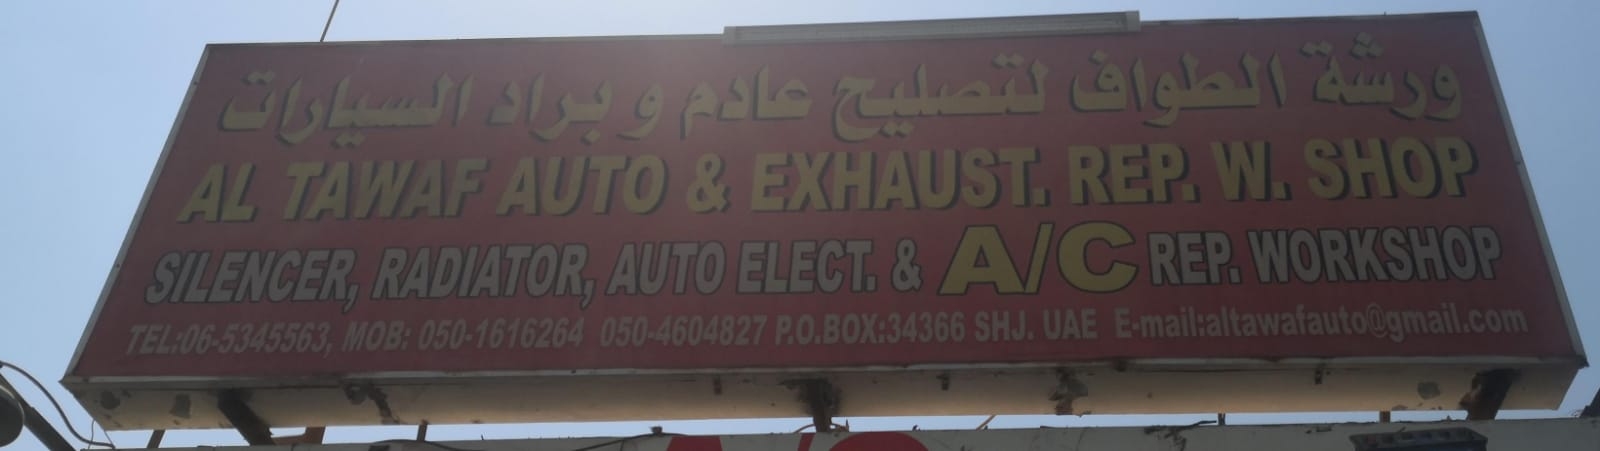 ورشة الطواف لتصليح عادم و براد السيارات
AL TAWAF AUTO & EXHAUST. REP. W. SHOP
SILENCER, RADIATOR, AUTO ELECT. & A/C REP. WORKSHOP
TEL:06-5345563, MOB: 050-1616264 050-4604827 P.O.BOX:34366 SHJ. UAE E-mail:altawafauto@gmail.com